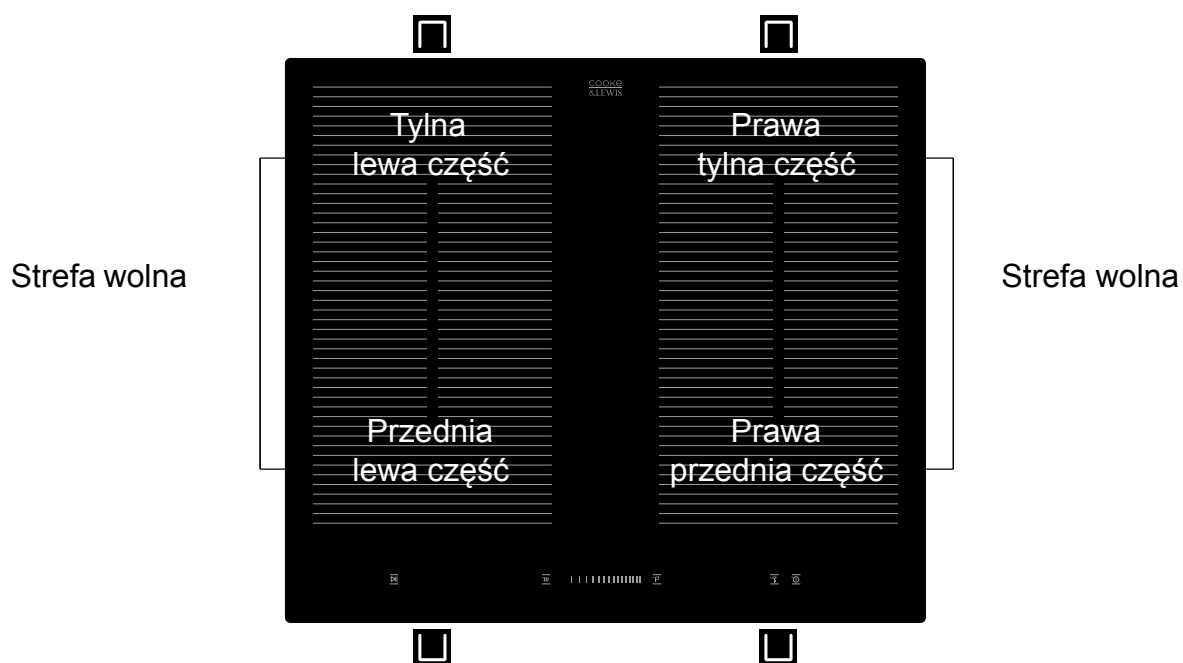 cooke
&LEWIS
Tylna
lewa część
Prawa
tylna część
Strefa wolna
Strefa wolna
Przednia
lewa część
Prawa
przednia część
P